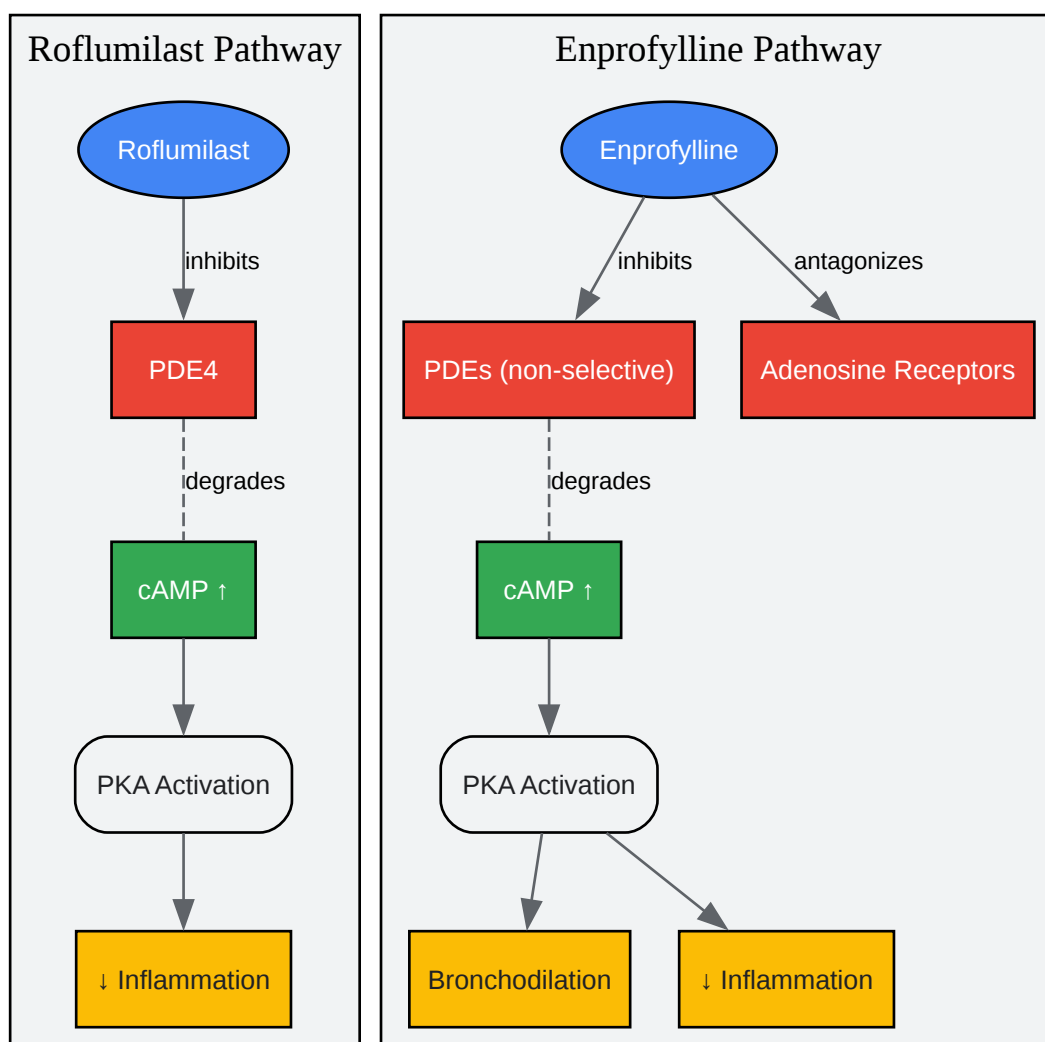 Roflumilast Pathway
Roflumilast
inhibits
PDE4
degrades
cAMP ↑
PKA Activation
↓ Inflammation
Enprofylline Pathway
Enprofylline
inhibits
antagonizes
PDEs (non-selective)
Adenosine Receptors
degrades
cAMP ↑
PKA Activation
Bronchodilation
↓ Inflammation